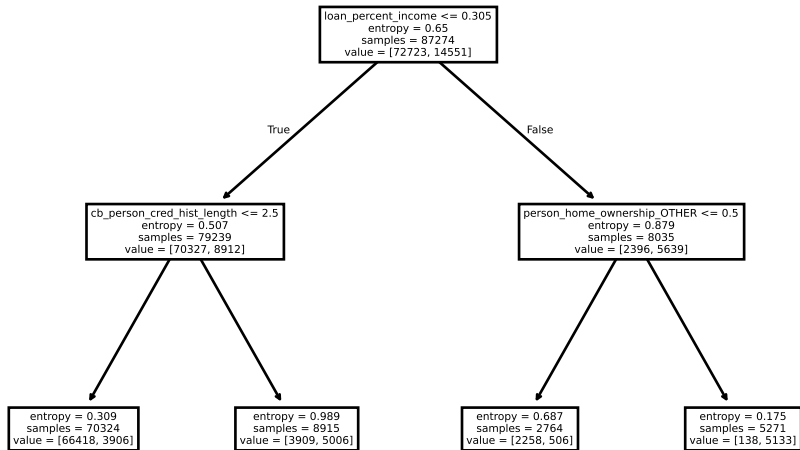 loan_percent_income <= 0.305
entropy = 0.65
samples = 87274
value = [72723, 14551]
True
False
cb_person_cred_hist_length <= 2.5
entropy = 0.507
samples = 79239
value = [70327, 8912]
person_home_ownership_OTHER <= 0.5
entropy = 0.879
samples = 8035
value = [2396, 5639]
entropy = 0.309
samples = 70324
value = [66418, 3906]
entropy = 0.989
samples = 8915
value = [3909, 5006]
entropy = 0.687
samples = 2764
value = [2258, 506]
entropy = 0.175
samples = 5271
value = [138, 5133]